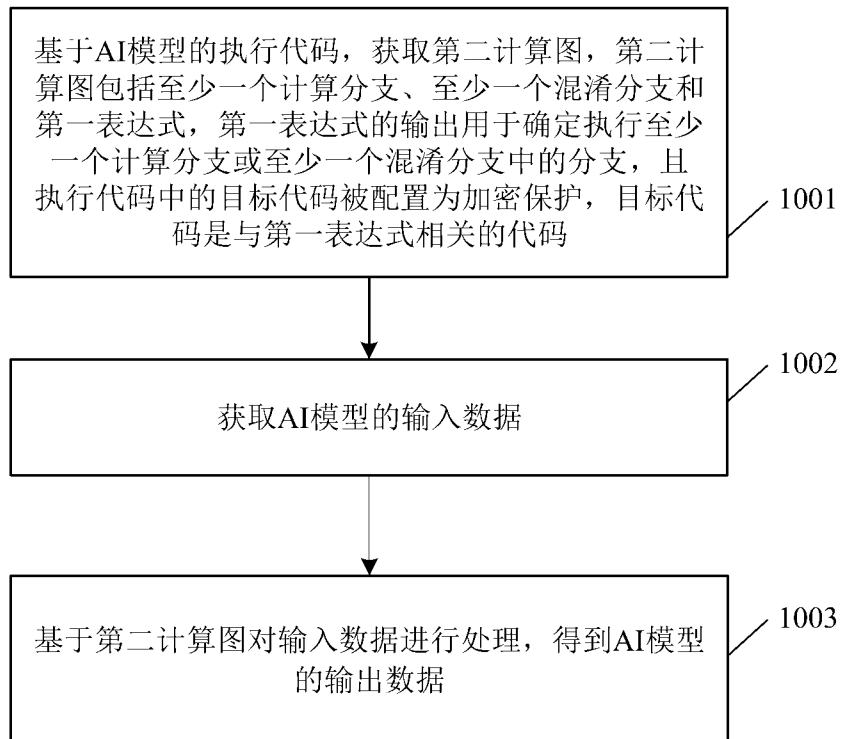 基于AI模型的执行代码，获取第二计算图，第二计
算图包括至少一个计算分支、至少一个混淆分支和
第一表达式，第一表达式的输出用于确定执行至少
一个计算分支或至少一个混淆分支中的分支，且
执行代码中的目标代码被配置为加密保护，目标代
码是与第一表达式相关的代码
1001
1002
获取AI模型的输入数据
1003
基于第二计算图对输入数据进行处理，得到AI模型
的输出数据